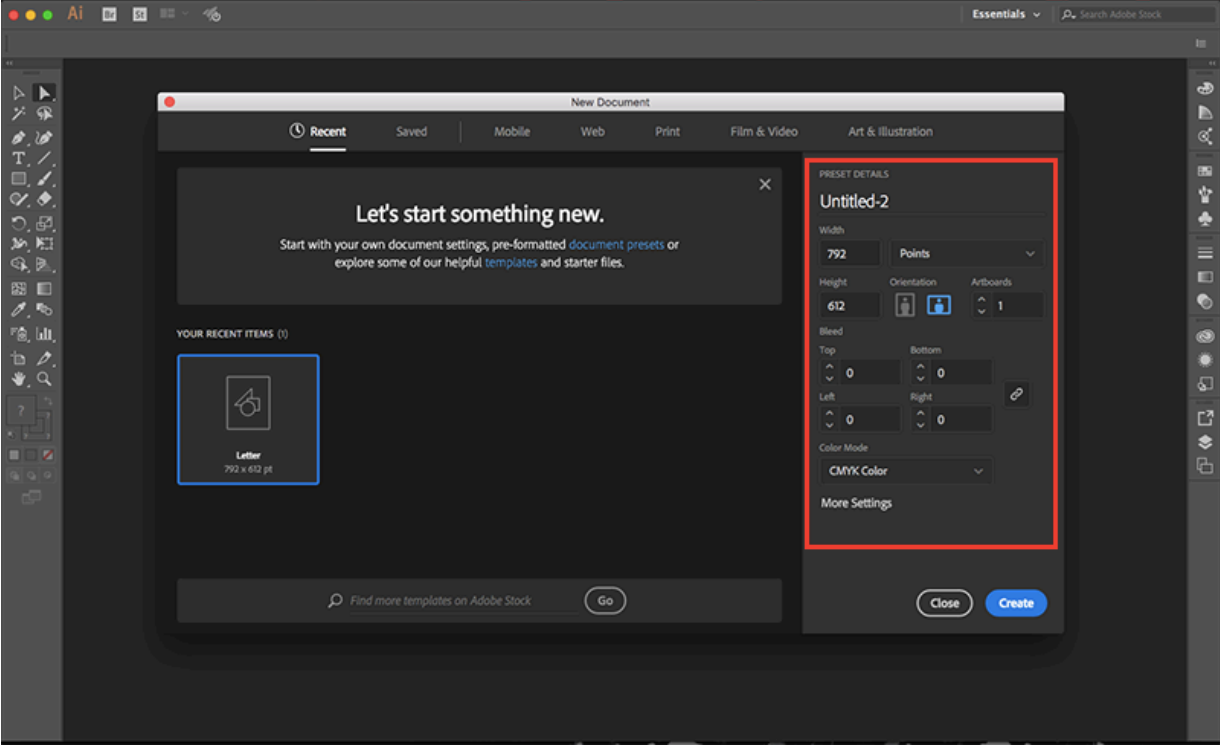 Ai Br St Essentials Search Adobe Stock
New Document
Recent Saved Mobile Web Print Film & Video Art & Illustration
Let's start something new.
Start with your own document settings, pre-formatted document presets or
explore some of our helpful templates and starter files.
YOUR RECENT ITEMS (1)
Letter
792 x 612 pt
Find more templates on Adobe Stock Go
PRESET DETAILS
Untitled-2
Width
792 Points
Height Orientation Artboards
612 1
Bleed
Top Bottom
0 0
Left Right
0 0
Color Mode
CMYK Color
More Settings
Close Create
T
?